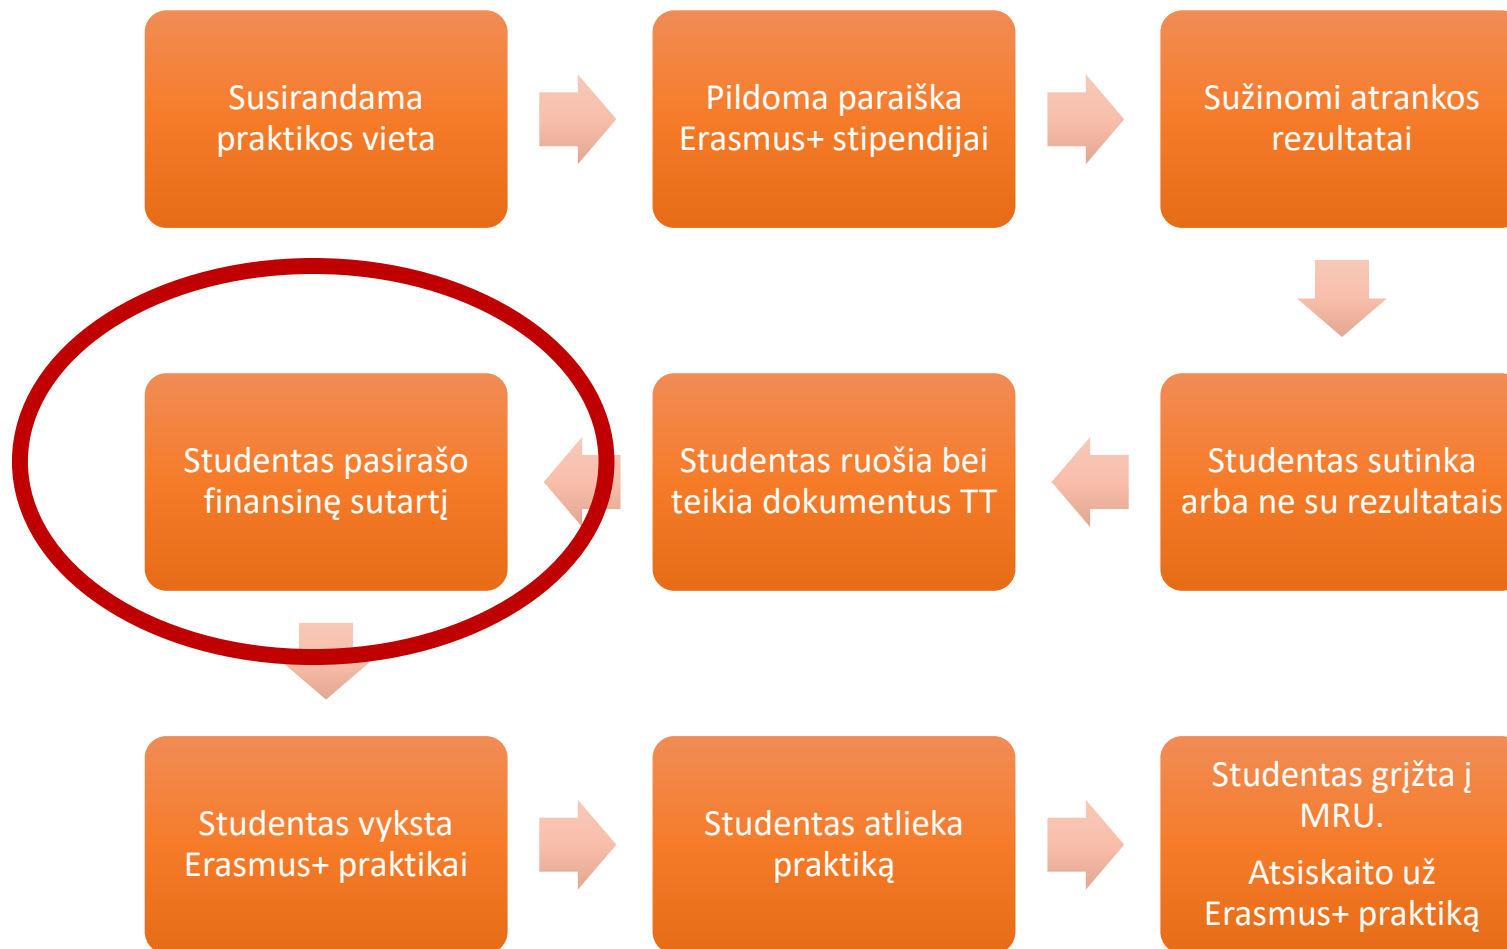 Susirandama
praktikos vieta
Pildoma paraiška
Erasmus+ stipendijai
Sužinomi atrankos
rezultatai
Studentas sutinka
arba ne su rezultatais
Studentas ruošia bei
teikia dokumentus TT
Studentas pasirašo
finansinę sutartį
Studentas vyksta
Erasmus+ praktikai
Studentas atlieka
praktiką
Studentas grįžta į
MRU.
Atsiskaito už
Erasmus+ praktiką